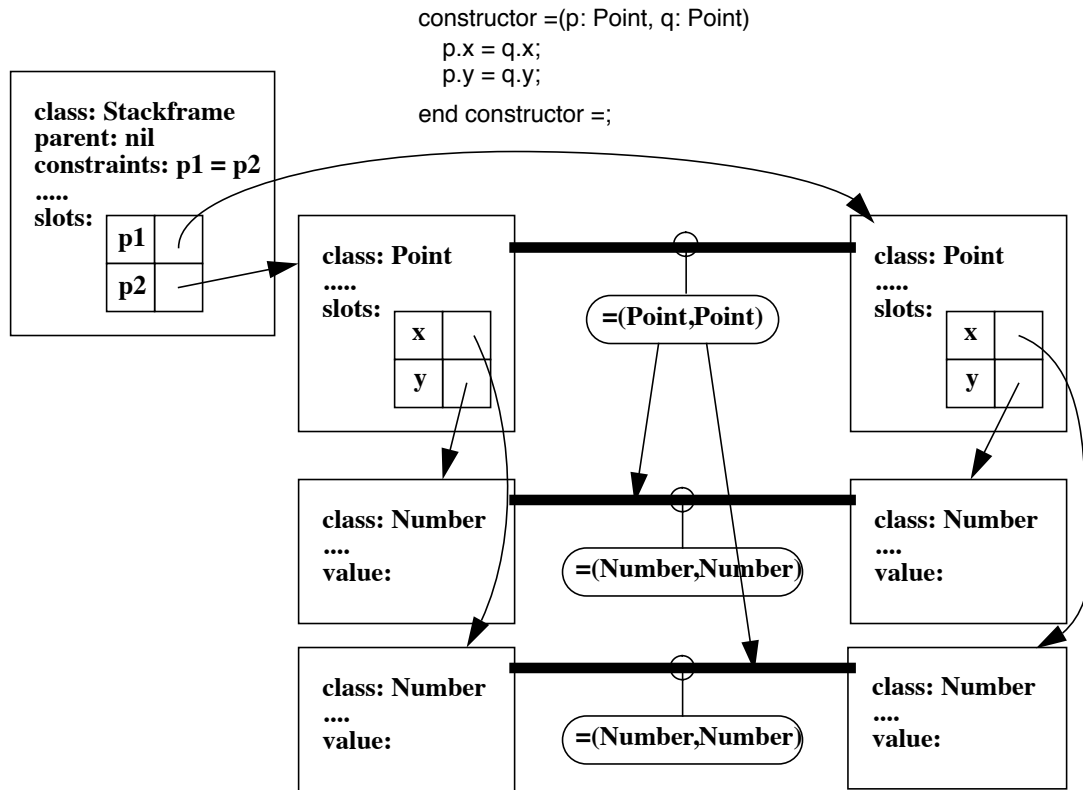 constructor =(p: Point, q: Point)
p.x = q.x;
p.y = q.y;
end constructor =;
class: Stackframe
parent: nil
constraints: p1 = p2
.....
slots:
p1
p2
class: Point
.....
slots:
x
y
=(Point,Point)
class: Point
.....
slots:
x
y
class: Number
....
value:
=(Number,Number)
class: Number
....
value:
class: Number
....
value:
=(Number,Number)
class: Number
....
value: